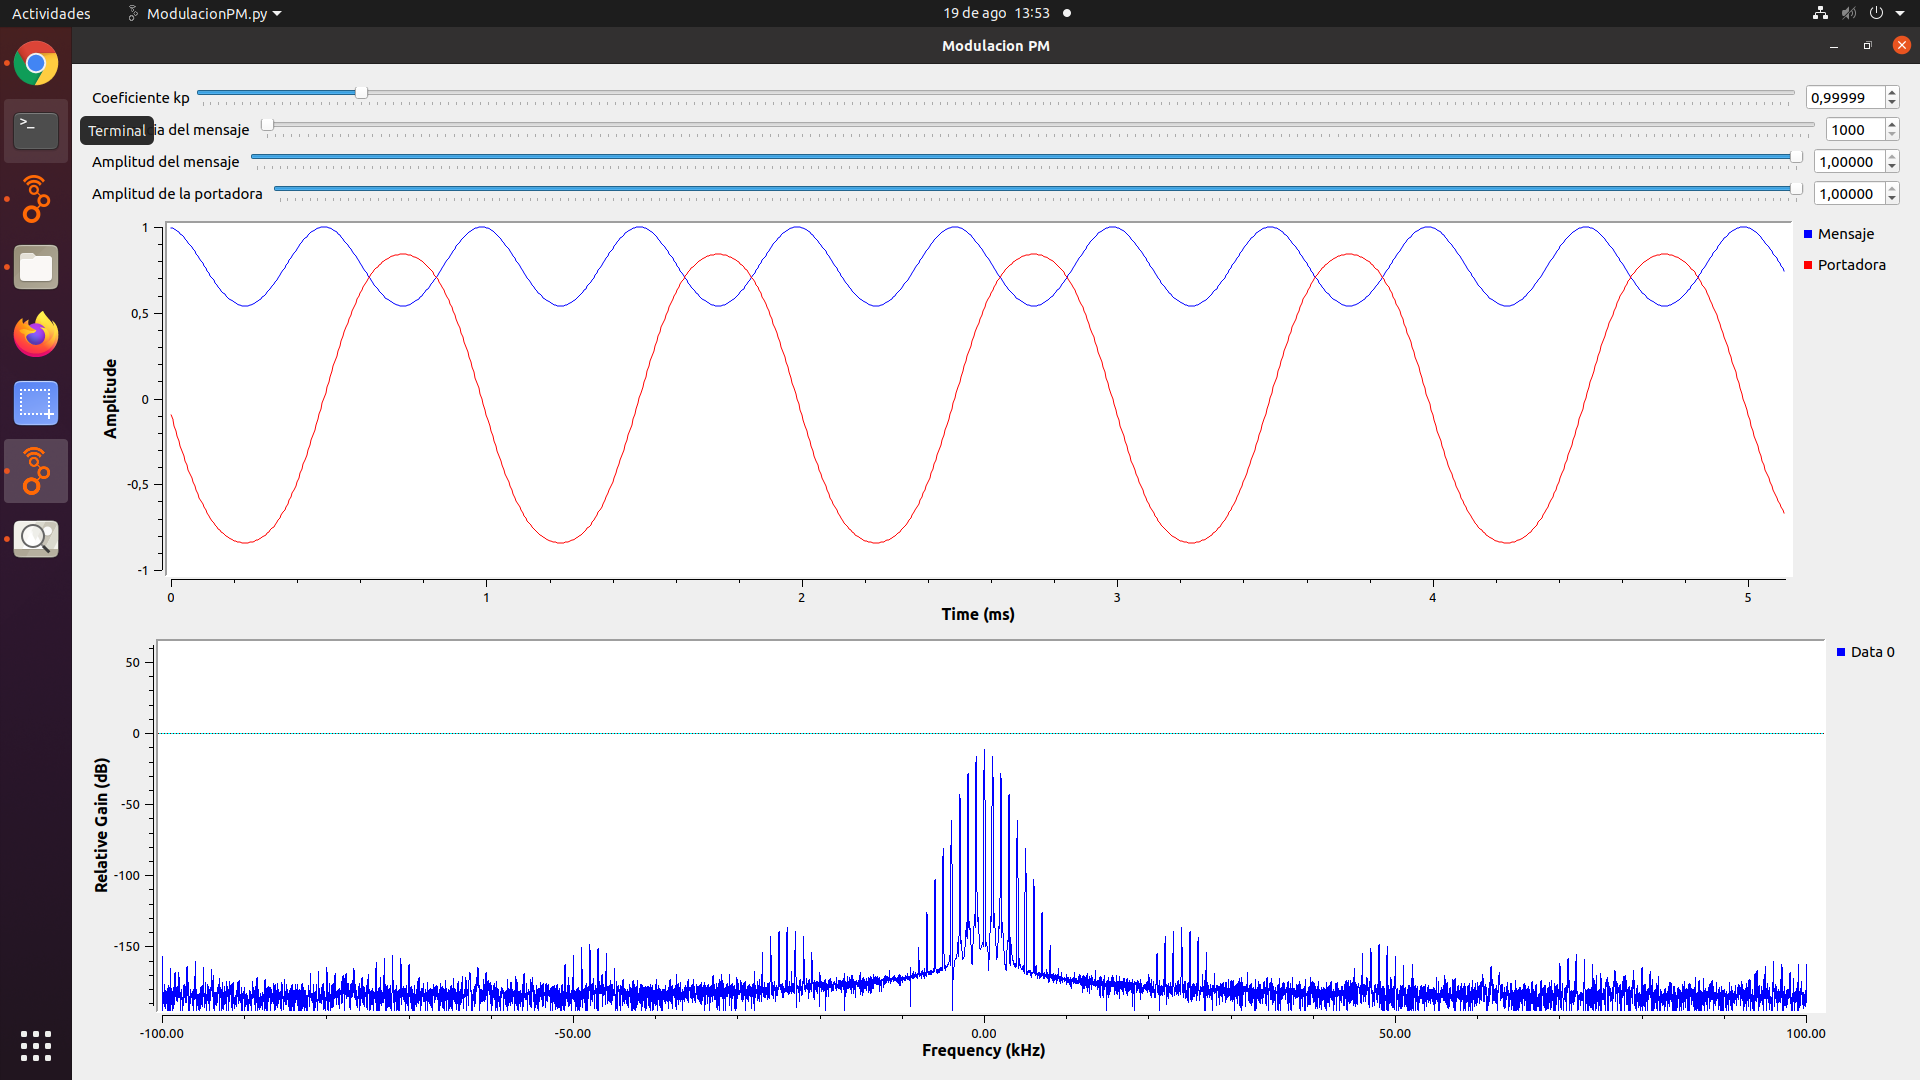 Actividades ModulacionPM.py 19 de ago 13:53
Modulacion PM
Coeficiente kp 0,99999
Terminal ia del mensaje 1000
Amplitud del mensaje 1,00000
Amplitud de la portadora 1,00000
1
0,5
0
-0,5
-1
Amplitude
0 1 2 3 4 5
Time (ms)
Mensaje
Portadora
50
0
-50
-100
-150
Relative Gain (dB)
-100.00 -50.00 0.00 50.00 100.00
Frequency (kHz)
Data 0